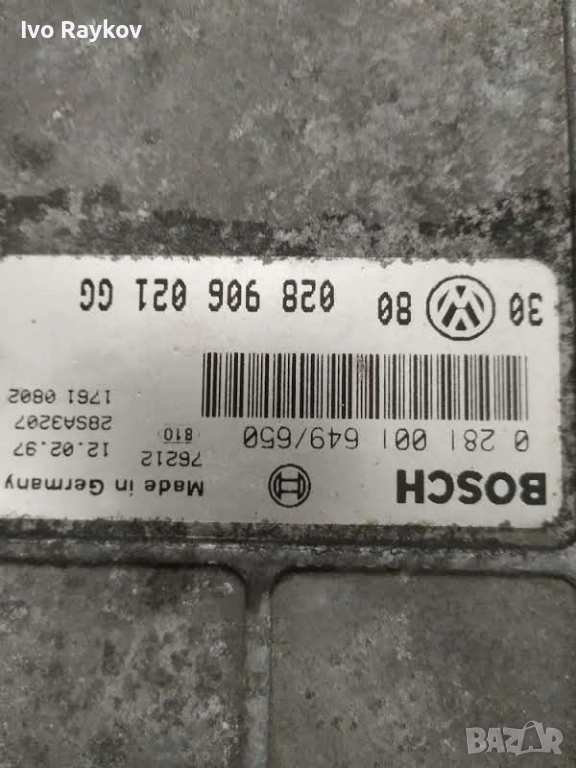 Ivo Raykov
BOSCH
Made in Germany
0 281 001 649/650
76212
12.02.97
810
28SA3207
1761 0802
30 80 028 906 021 GG
BAZAR